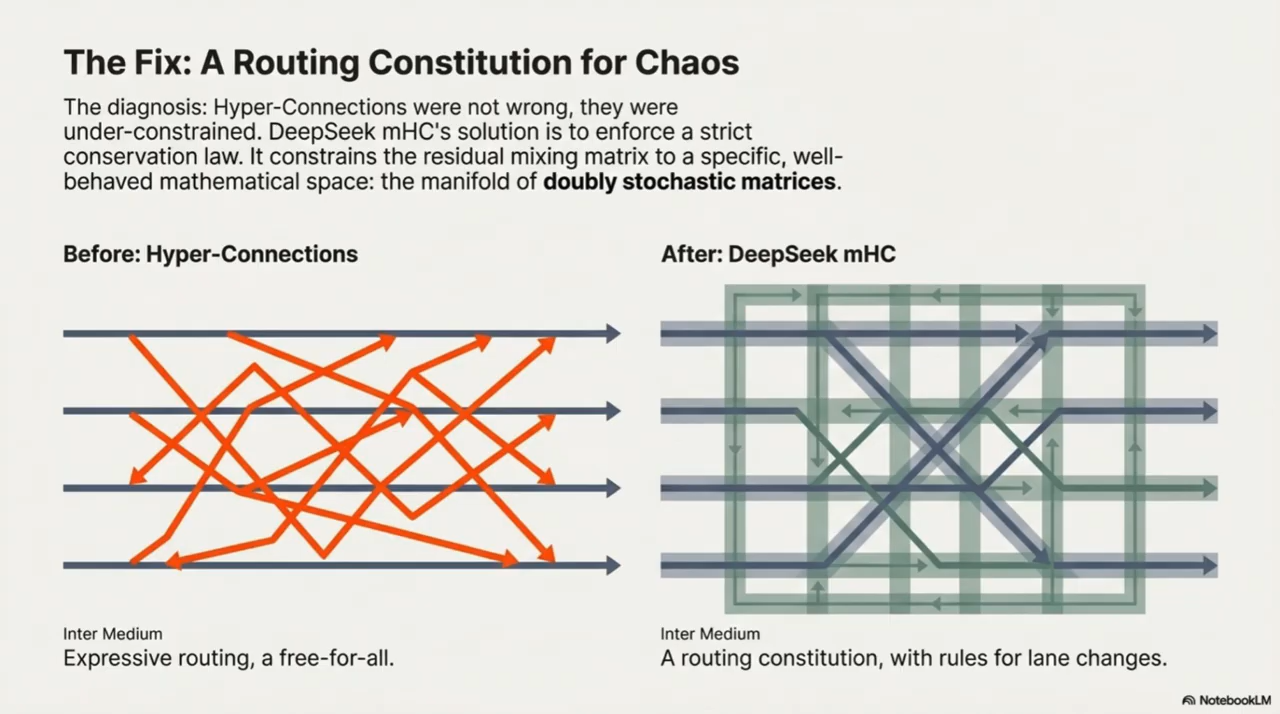 The Fix: A Routing Constitution for Chaos
The diagnosis: Hyper-Connections were not wrong, they were
under-constrained. DeepSeek mHC's solution is to enforce a strict
conservation law. It constrains the residual mixing matrix to a specific, well-
behaved mathematical space: the manifold of doubly stochastic matrices.
Before: Hyper-Connections
After: DeepSeek mHC
Inter Medium
Expressive routing, a free-for-all.
Inter Medium
A routing constitution, with rules for lane changes.
NotebookLM